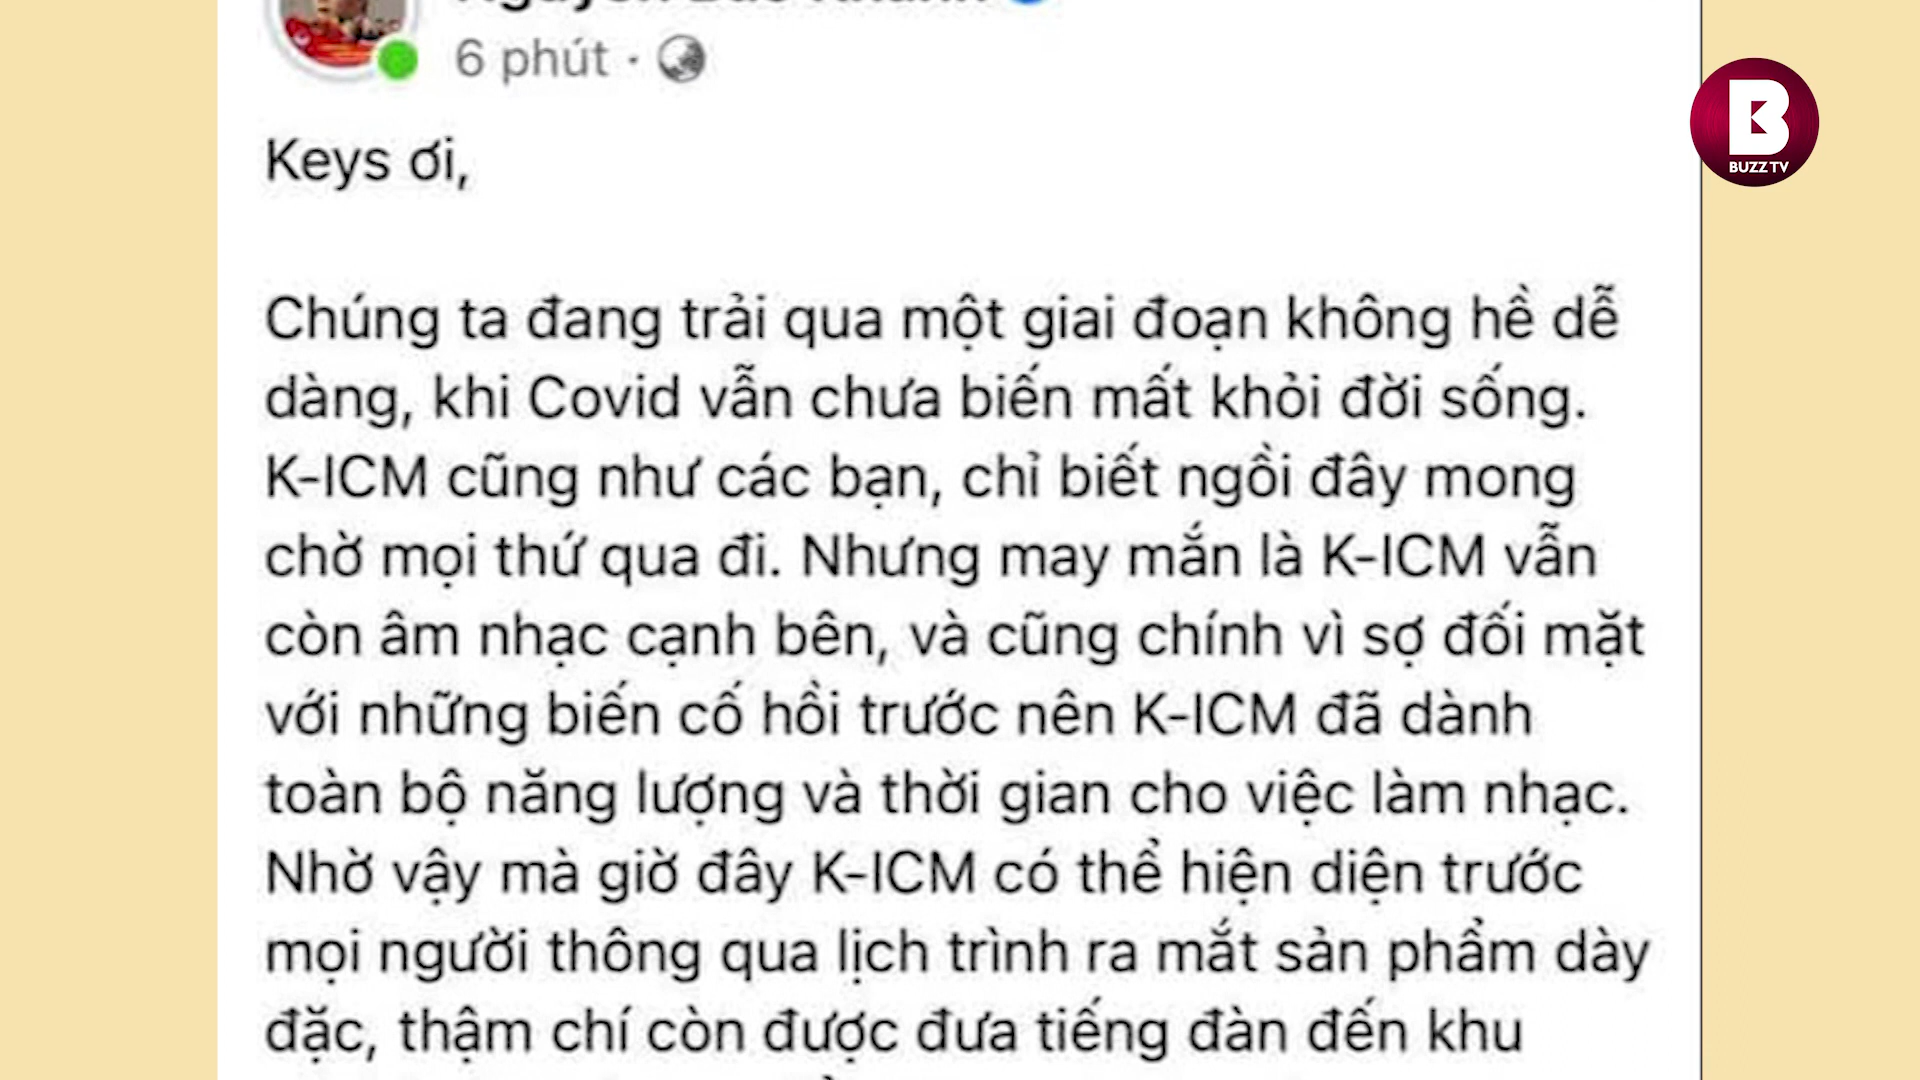 6 phút ·
Keys ơi,
Chúng ta đang trải qua một giai đoạn không hề dễ
dàng, khi Covid vẫn chưa biến mất khỏi đời sống.
K-ICM cũng như các bạn, chỉ biết ngồi đây mong
chờ mọi thứ qua đi. Nhưng may mắn là K-ICM vẫn
còn âm nhạc cạnh bên, và cũng chính vì sợ đối mặt
với những biến cố hồi trước nên K-ICM đã dành
toàn bộ năng lượng và thời gian cho việc làm nhạc.
Nhờ vậy mà giờ đây K-ICM có thể hiện diện trước
mọi người thông qua lịch trình ra mắt sản phẩm dày
đặc, thậm chí còn được đưa tiếng đàn đến khu
B
BUZZ TV